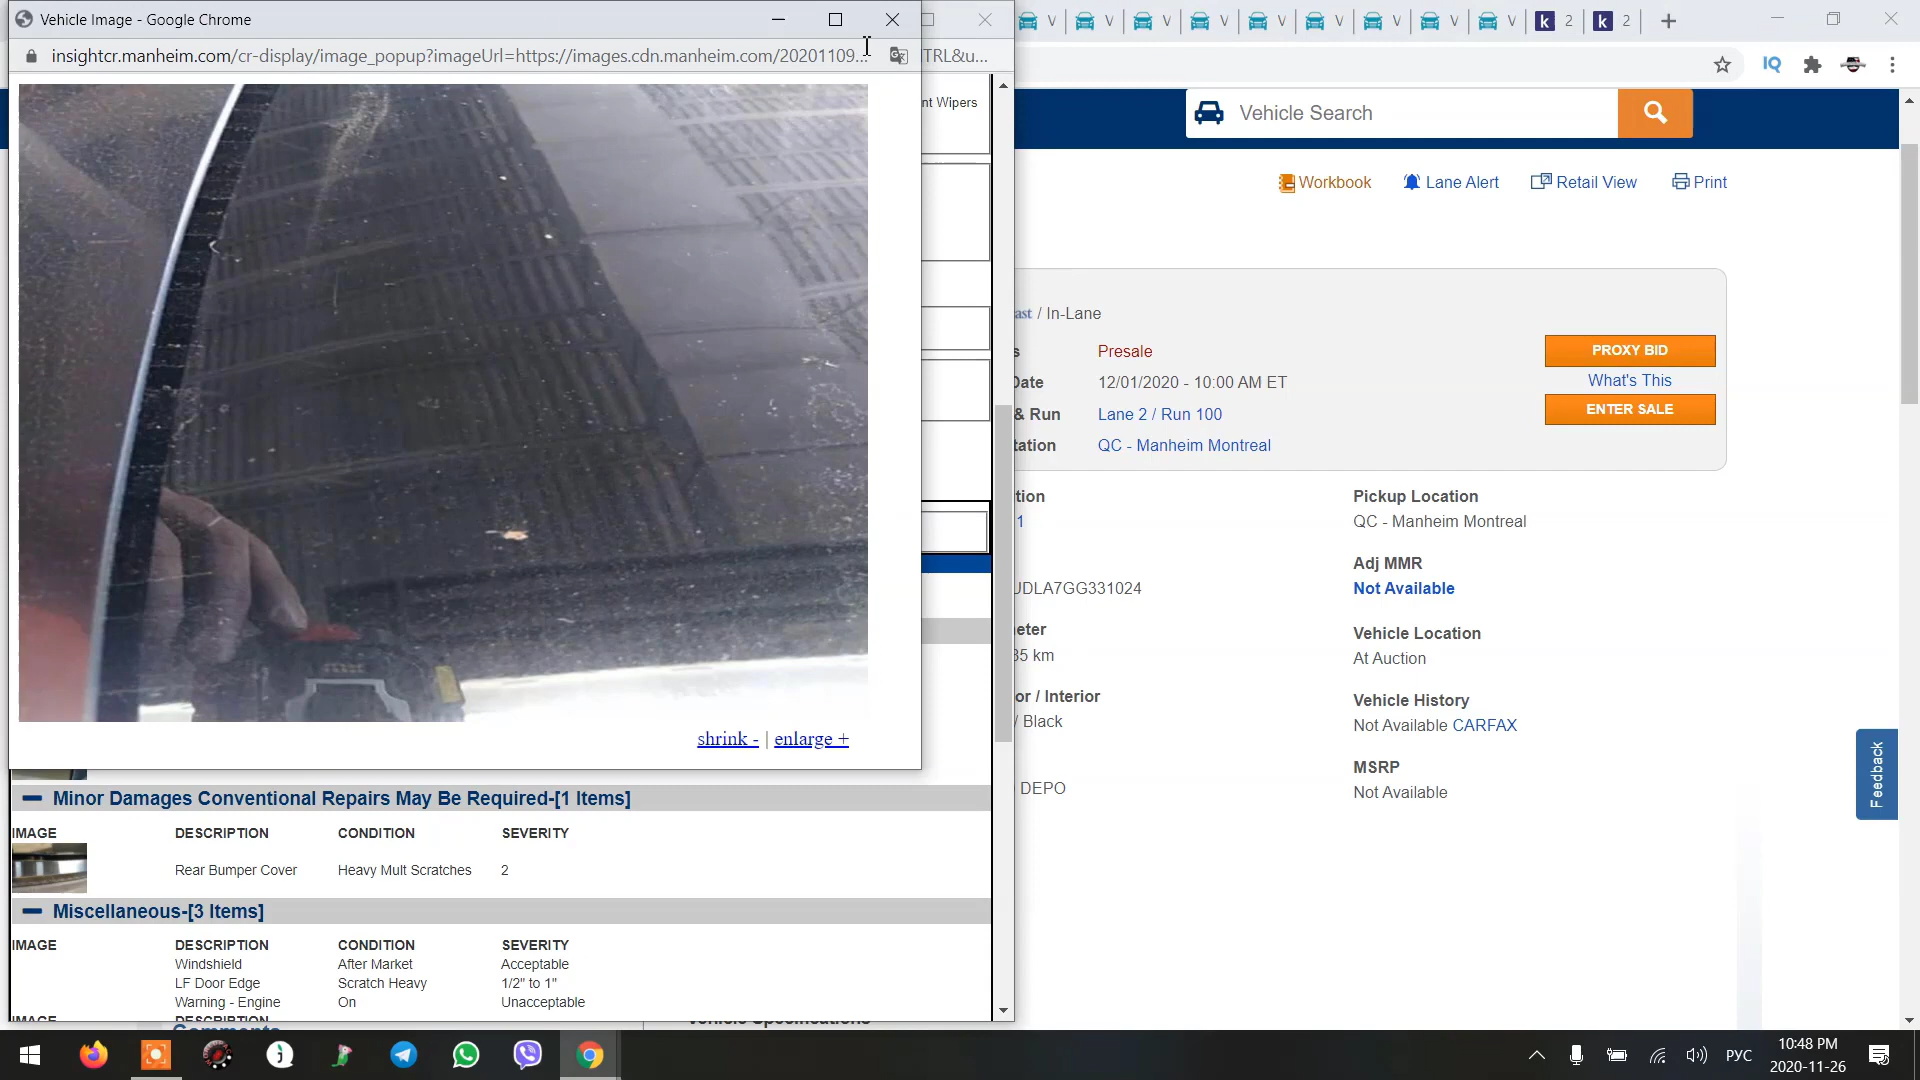 Vehicle Image - Google Chrome
insightcr.manheim.com/cr-display/image_popup?imageUrl=https://images.cdn.manheim.com/20201109...
TRL&u...
V
V
V
V
V
V
V
V
V
k 2
k 2
IQ
nt Wipers
Vehicle Search
Workbook
Lane Alert
Retail View
Print
ast / In-Lane
s
Presale
PROXY BID
What's This
Date
12/01/2020 - 10:00 AM ET
ENTER SALE
& Run
Lane 2 / Run 100
tation
QC - Manheim Montreal
tion
1
UDLA7GG331024
eter
35 km
or / Interior
/ Black
DEPO
Pickup Location
QC - Manheim Montreal
Adj MMR
Not Available
Vehicle Location
At Auction
Vehicle History
Not Available CARFAX
MSRP
Not Available
Feedback
shrink - | enlarge +
Minor Damages Conventional Repairs May Be Required-[1 Items]
IMAGE DESCRIPTION CONDITION SEVERITY
Rear Bumper Cover Heavy Mult Scratches 2
Miscellaneous-[3 Items]
IMAGE DESCRIPTION CONDITION SEVERITY
Windshield After Market Acceptable
LF Door Edge Scratch Heavy 1/2" to 1"
Warning - Engine On Unacceptable
IMAGE DESCRIPTION
Comments
Vehicle Specifications
РУС
10:48 PM
2020-11-26